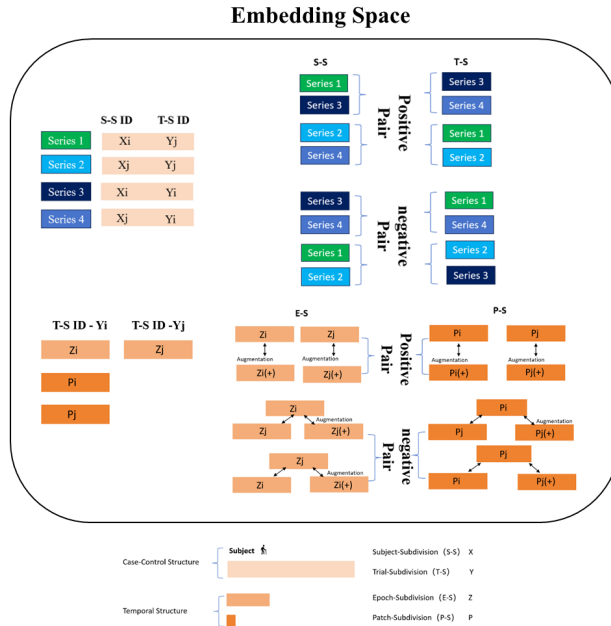 Embedding Space
S-S ID T-S ID
Series 1 Xi Yj
Series 2 Xj Yj
Series 3 Xi Yi
Series 4 Xj Yi
S-S
Series 1
Series 3
Series 2
Series 4
Positive
Pair
T-S
Series 3
Series 4
Series 1
Series 2
Series 3
Series 4
Series 1
Series 2
negative
Pair
Series 1
Series 4
Series 2
Series 3
T-S ID - Yi T-S ID -Yj
Zi Zj
Pi
Pj
E-S
Zi Zj
Augmentation Augmentation
Zi(+) Zj(+)
Positive
Pair
P-S
Pi Pj
Augmentation Augmentation
Pi(+) Pj(+)
Zi
Augmentation
Zj Zj(+)
Zj
Augmentation
Zi Zi(+)
negative
Pair
Pi
Augmentation
Pj Pj(+)
Pj
Augmentation
Pi Pi(+)
Case-Control Structure
Subject
Subject-Subdivision (S-S) X
Trial-Subdivision (T-S) Y
Temporal Structure
Epoch-Subdivision (E-S) Z
Patch-Subdivision (P-S) P